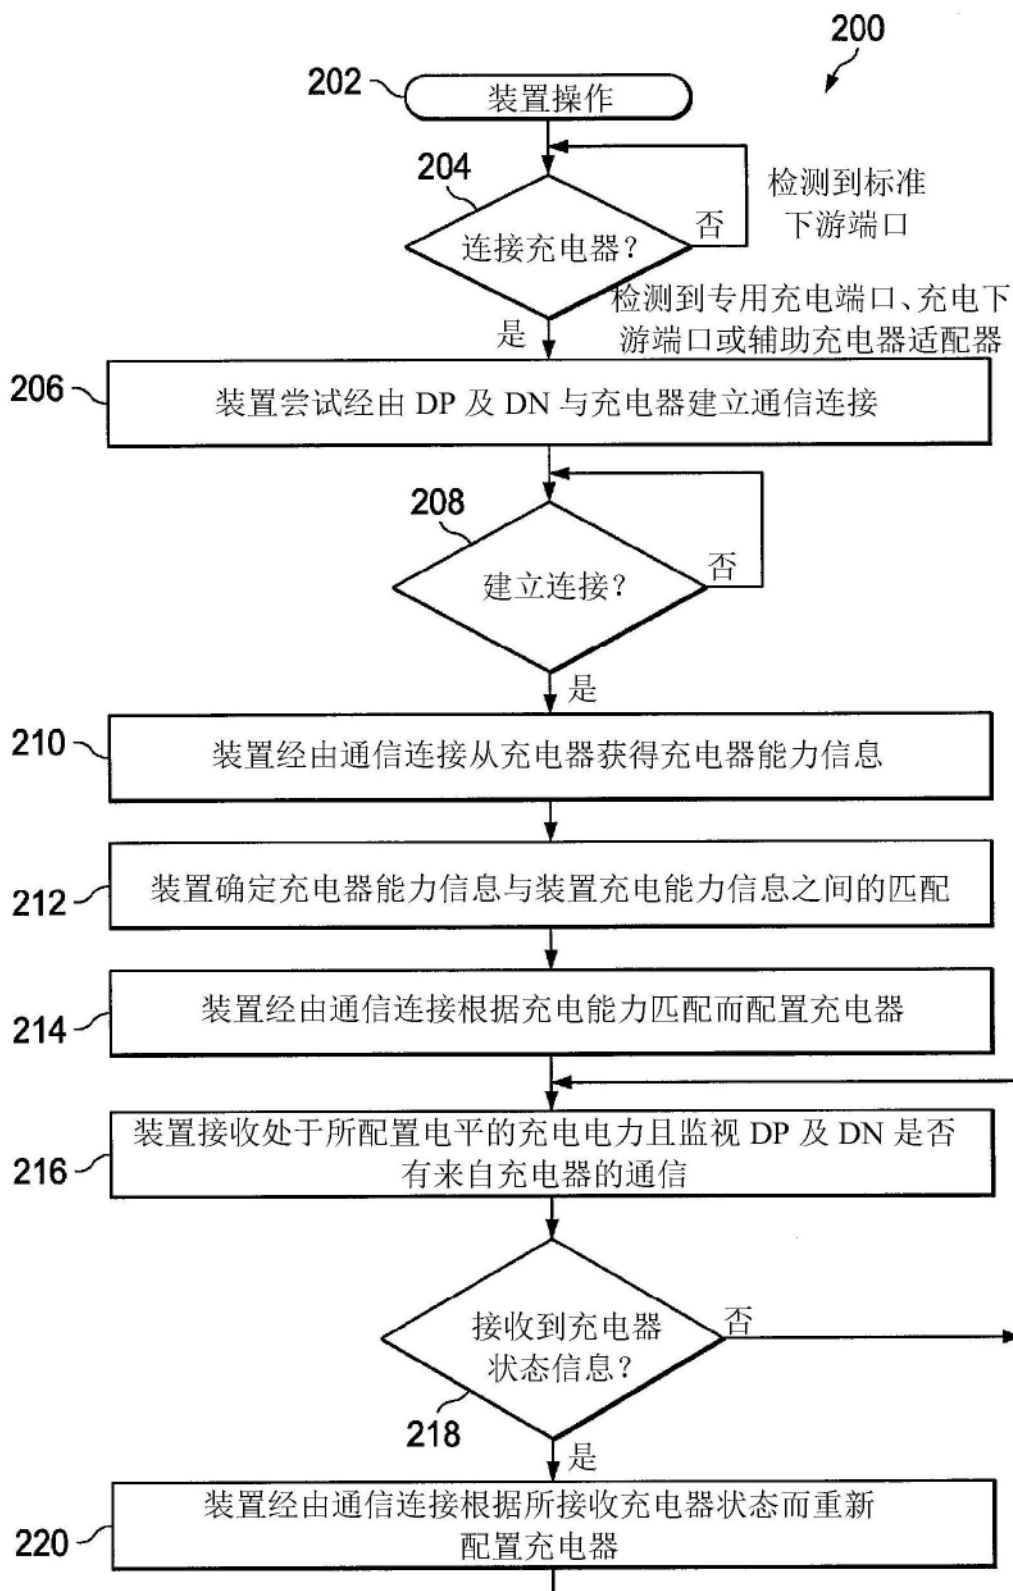 200
202
装置操作
204
连接充电器？
否
检测到标准
下游端口
是
检测到专用充电端口、充电下
游端口或辅助充电器适配器
206
装置尝试经由 DP 及 DN 与充电器建立通信连接
208
建立连接？
否
是
210
装置经由通信连接从充电器获得充电器能力信息
212
装置确定充电器能力信息与装置充电能力信息之间的匹配
214
装置经由通信连接根据充电能力匹配而配置充电器
216
装置接收处于所配置电平的充电电力且监视 DP 及 DN 是否
有来自充电器的通信
接收到充电器
状态信息？
否
218
是
220
装置经由通信连接根据所接收充电器状态而重新
配置充电器